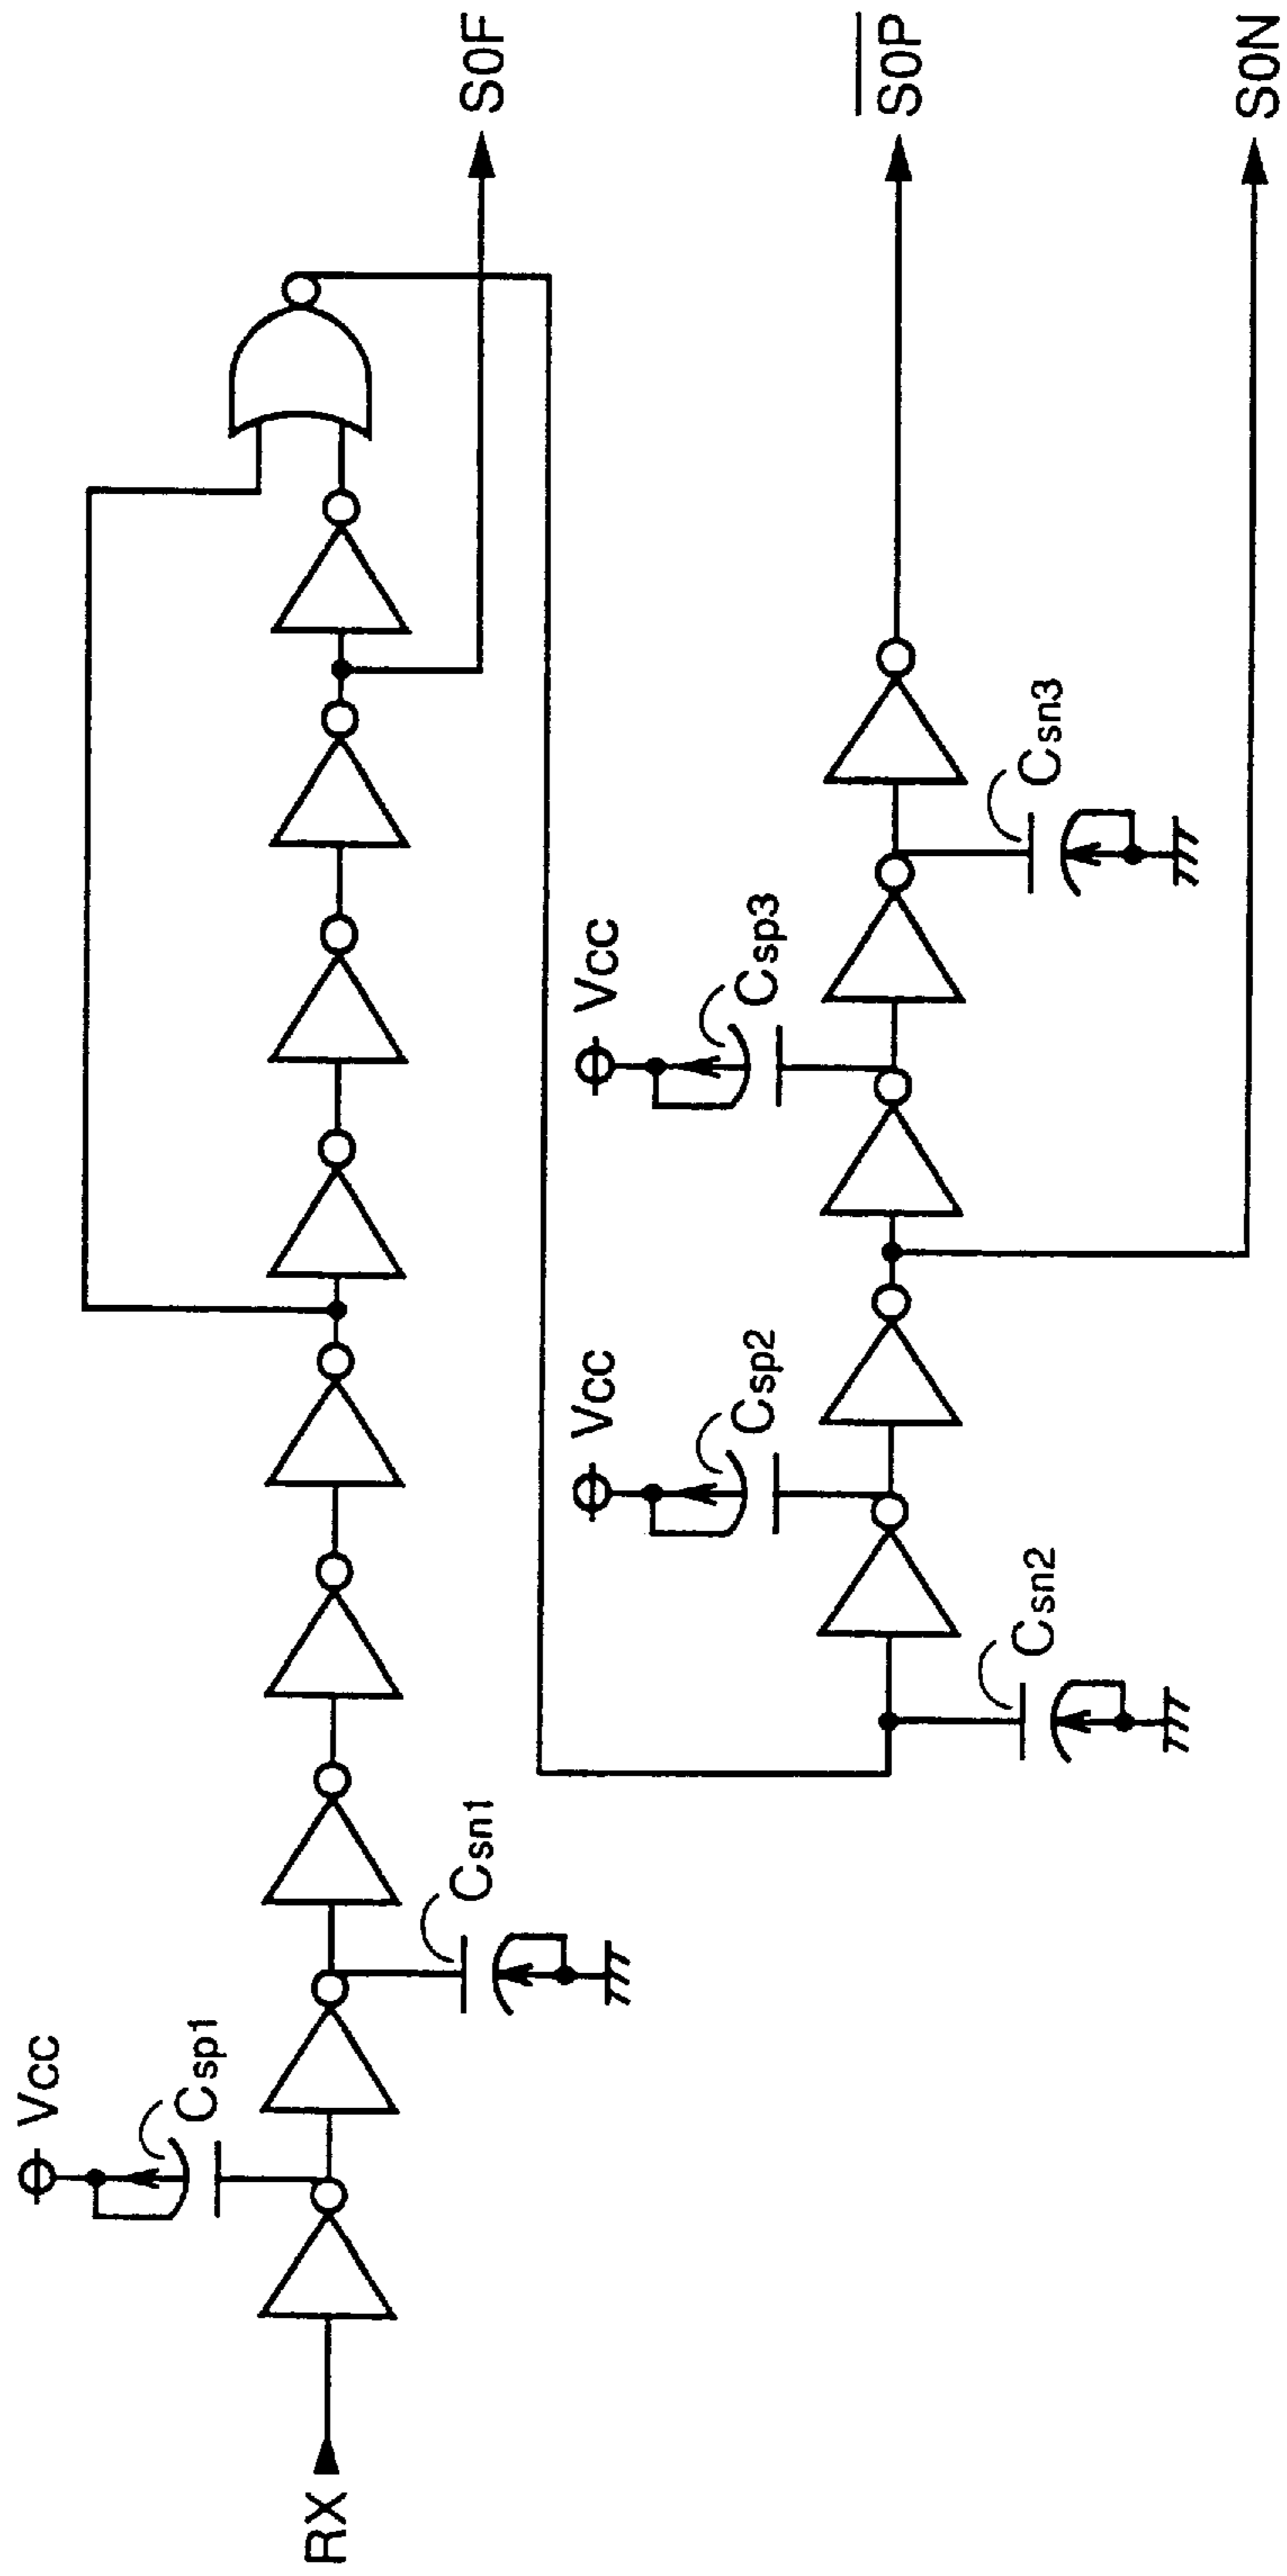 RX
Vcc
Csp1
Csn1
S0F
Csn2
Vcc
Csp2
Vcc
Csp3
Csn3
S0P
S0N